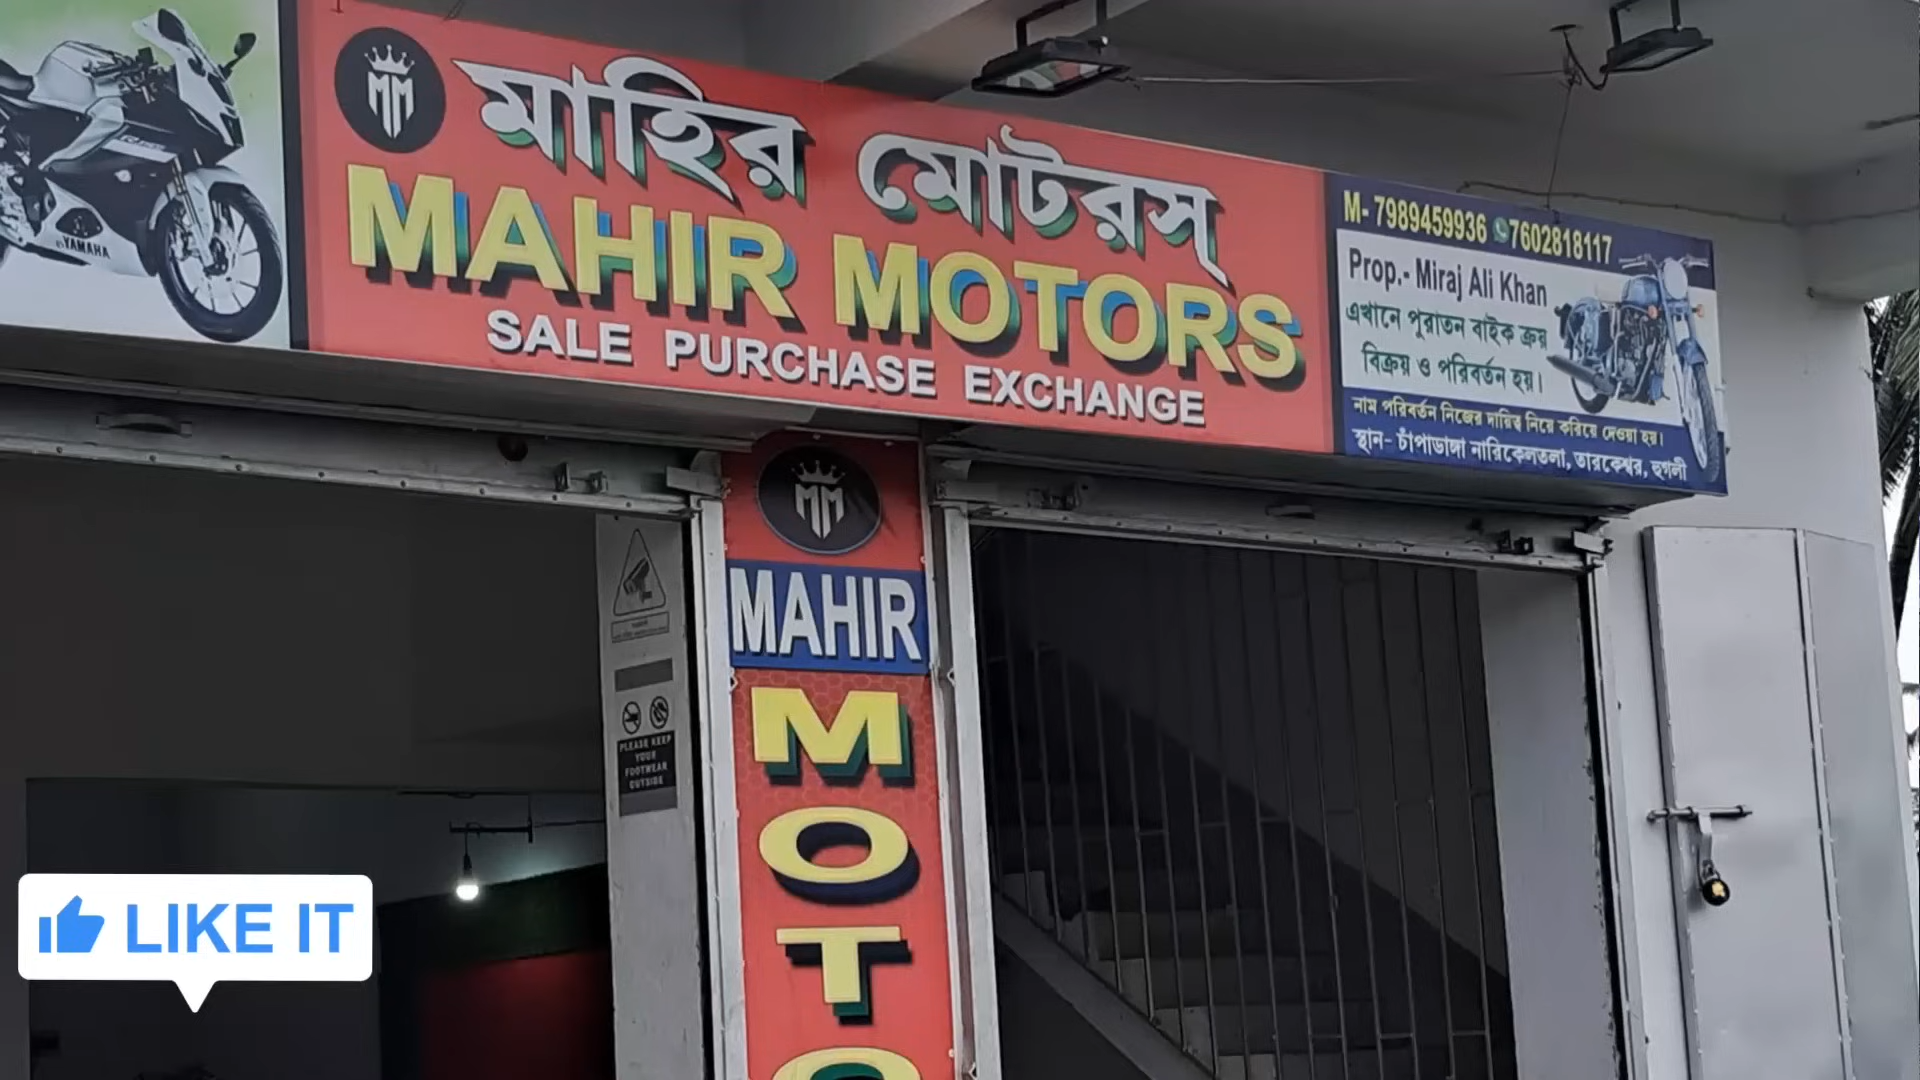 মাহির মোটরস্
MAHIR MOTORS
SALE PURCHASE EXCHANGE
MM
YAMAHA
M- 7989459936 7602818117
Prop.- Miraj Ali Khan
এখানে পুরাতন বাইক ক্রয়
বিক্রয় ও পরিবর্তন হয়।
নাম পরিবর্তন নিজের দায়িত্ব নিয়ে করিয়ে দেওয়া হয়।
স্থান- চাঁপাডাঙ্গা নারিকেলতলা, তারকেশ্বর, হুগলী
MM
MAHIR
M
O
T
O
PLEASE KEEP
YOUR
FOOTWEAR
OUTSIDE
LIKE IT